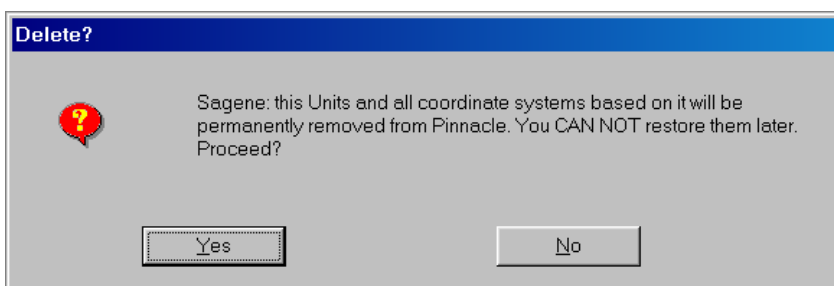 Delete?
Sagene: this Units and all coordinate systems based on it will be
permanently removed from Pinnacle. You CAN NOT restore them later.
Proceed?
Yes
No